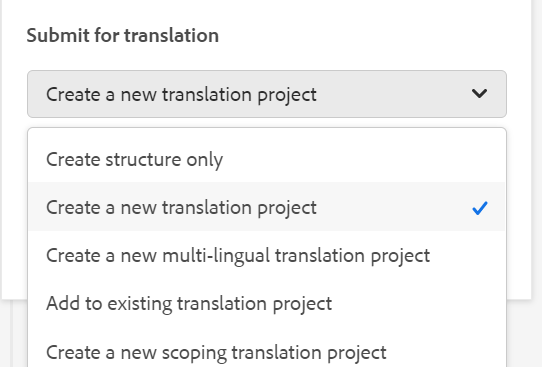 Submit for translation
Create a new translation project
Create structure only
Create a new translation project
Create a new multi-lingual translation project
Add to existing translation project
Create a new scoping translation project